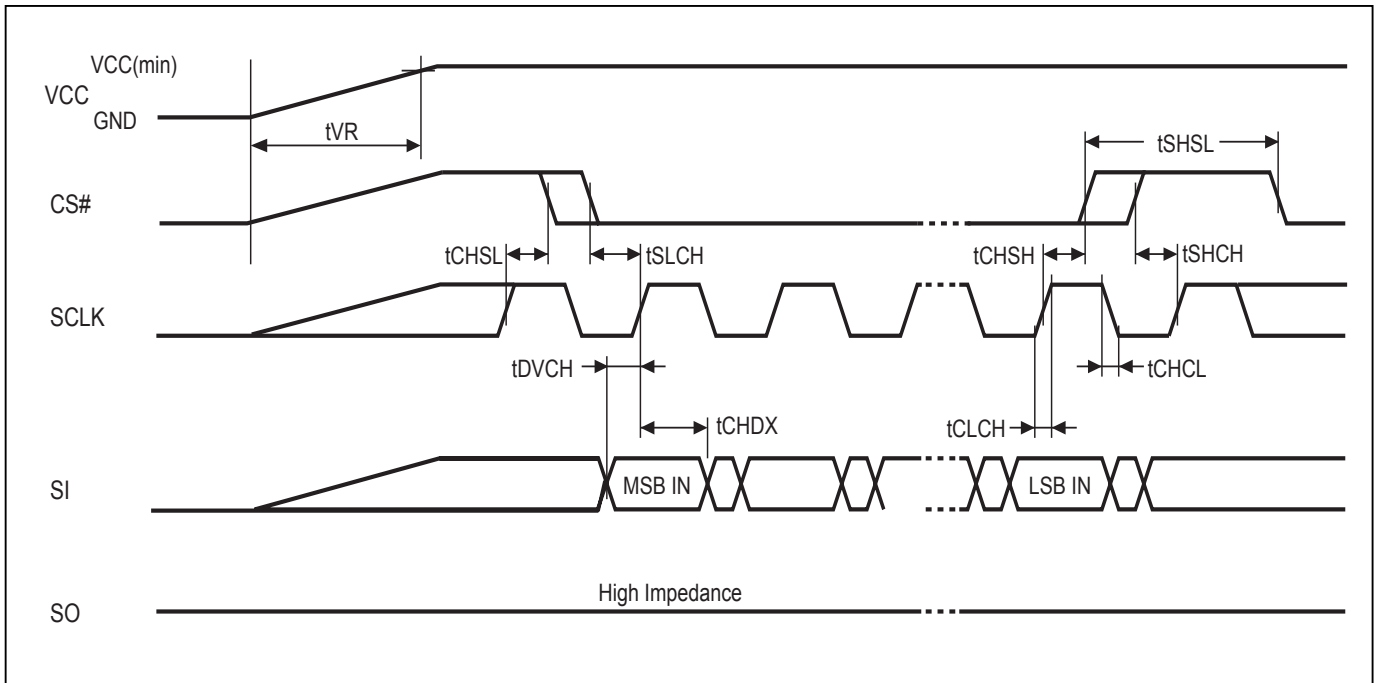 VCC(min)
VCC
GND
tVR
tSHSL
CS#
tCHSL
tSLCH
tCHSH
tSHCH
SCLK
tDVCH
tCHCL
tCHDX
tCLCH
SI
MSB IN
LSB IN
High Impedance
SO